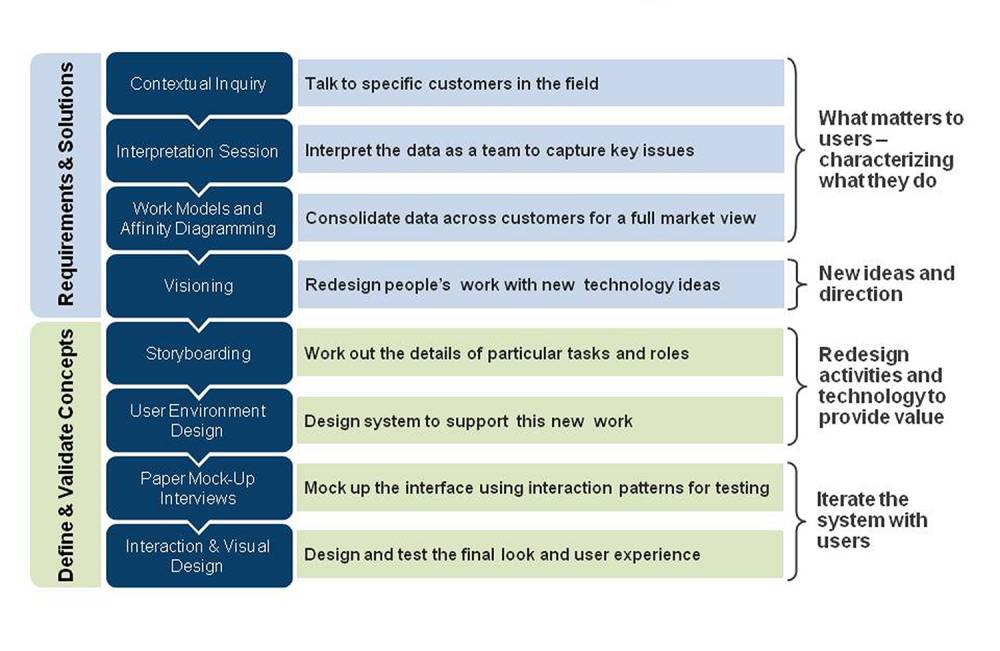 Requirements & Solutions
Contextual Inquiry
Talk to specific customers in the field
Interpretation Session
Interpret the data as a team to capture key issues
Work Models and
Affinity Diagramming
Consolidate data across customers for a full market view
What matters to
users –
characterizing
what they do
Visioning
Redesign people's work with new technology ideas
New ideas and
direction
Define & Validate Concepts
Storyboarding
Work out the details of particular tasks and roles
User Environment
Design
Design system to support this new work
Redesign
activities and
technology to
provide value
Paper Mock-Up
Interviews
Mock up the interface using interaction patterns for testing
Interaction & Visual
Design
Design and test the final look and user experience
Iterate the
system with
users